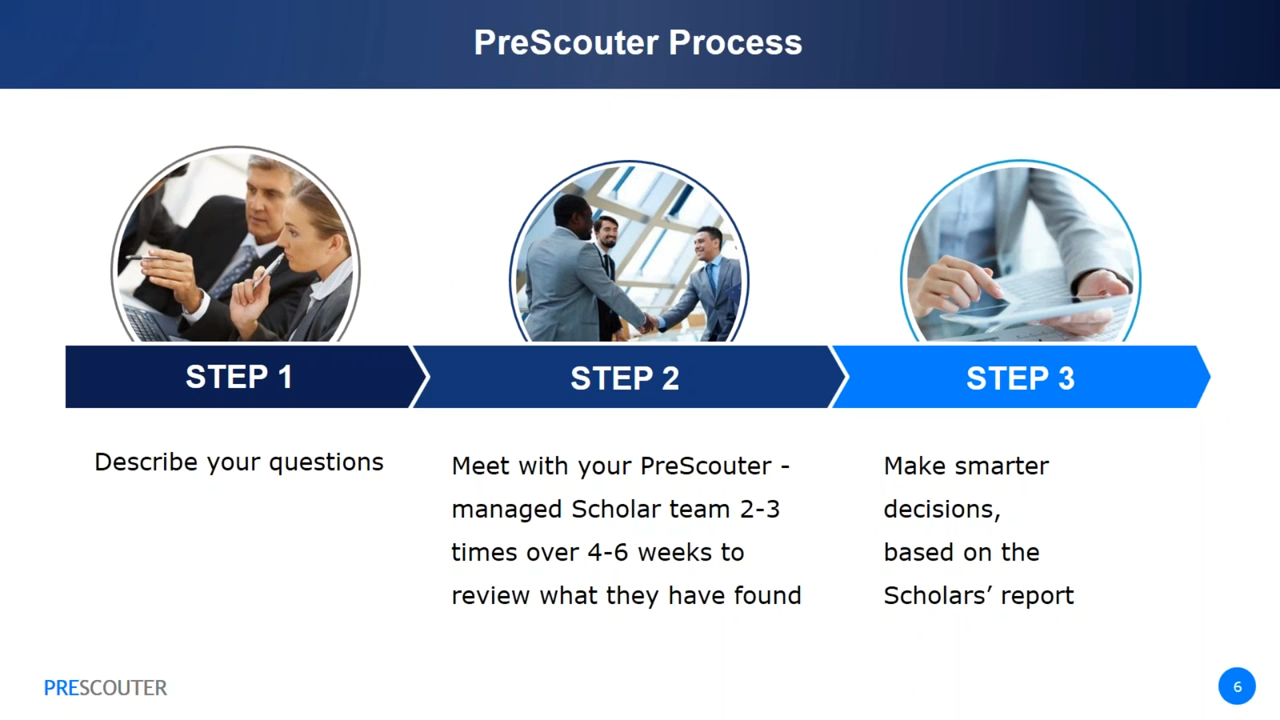 PreScouter Process
STEP 1
STEP 2
STEP 3
Describe your questions
Meet with your PreScouter -
managed Scholar team 2-3
times over 4-6 weeks to
review what they have found
Make smarter
decisions,
based on the
Scholars’ report
PRESCOUTER
6